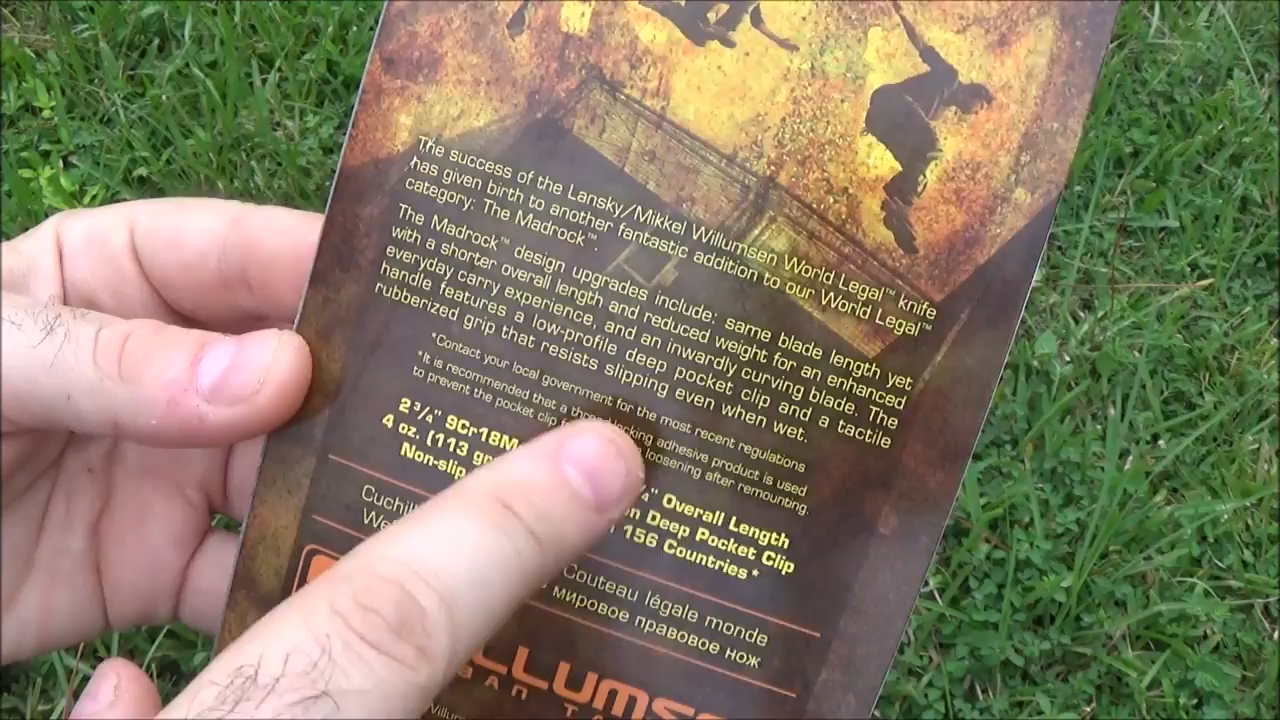 The success of the Lansky/Mikkel Willumsen World Legal™ knife
has given birth to another fantastic addition to our World Legal™
category: The Madrock™.
The Madrock™ design upgrades include: same blade length yet
with a shorter overall length and reduced weight for an enhanced
everyday carry experience, and an inwardly curving blade. The
handle features a low-profile deep pocket clip and a tactile
rubberized grip that resists slipping even when wet.
*Contact your local government for the most recent regulations
*It is recommended that a locking adhesive product is used
to prevent the pocket clip loosening after remounting.
2 3/4" 9Cr18M Overall Length
4 oz. (113 Deep Pocket Clip
Non-slip 156 Countries*
Couteau légale monde
мировое правовое нож